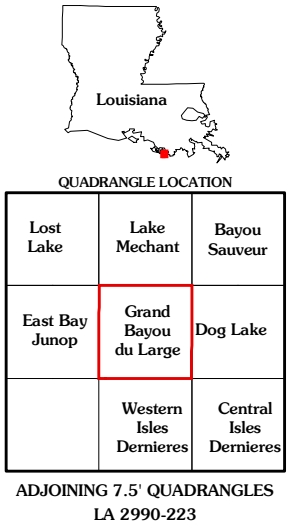 Louisiana
QUADRANGLE LOCATION
Lost
Lake
Lake
Mechant
Bayou
Sauveur
East Bay
Junop
Grand
Bayou
du Large
Dog Lake
Western
Isles
Dernieres
Central
Isles
Dernieres
ADJOINING 7.5' QUADRANGLES
LA 2990-223